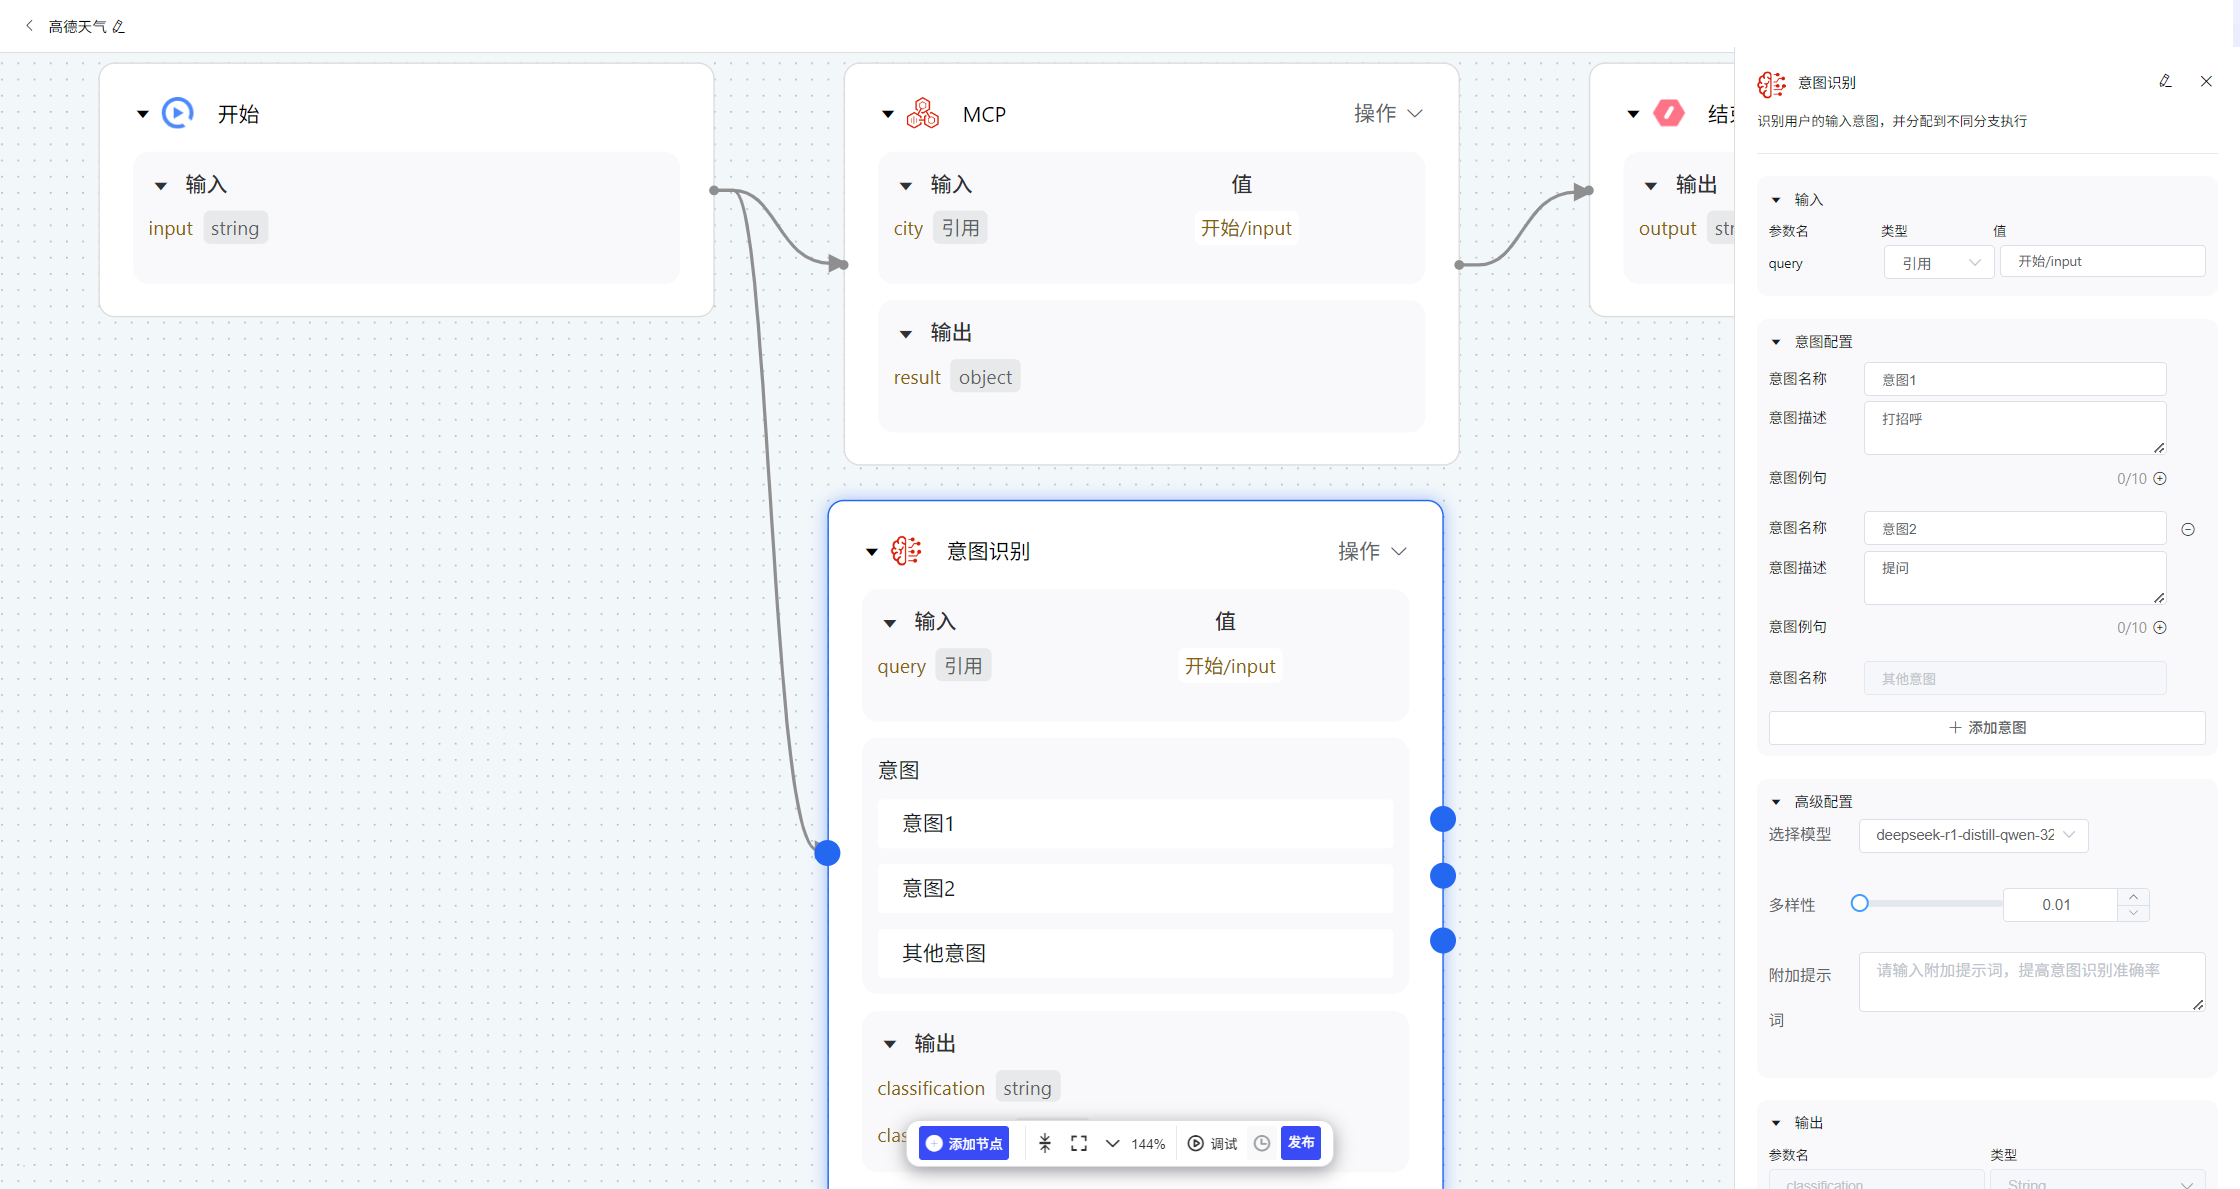 高德天气
开始
输入
input string
MCP
操作
输入 值
city 引用 开始/input
输出
result object
输出
output
意图识别
操作
输入 值
query 引用 开始/input
意图
意图1
意图2
其他意图
输出
classification string
添加节点
144%
调试
发布
意图识别
识别用户的输入意图，并分配到不同分支执行
输入
参数名 类型 值
query 引用 开始/input
意图配置
意图名称 意图1
意图描述 打招呼
意图例句 0/10
意图名称 意图2
意图描述 提问
意图例句 0/10
意图名称 其他意图
添加意图
高级配置
选择模型 deepseek-r1-distill-qwen-32
多样性 0.01
附加提示词 请输入附加提示词，提高意图识别准确率
输出
参数名 类型
classification String